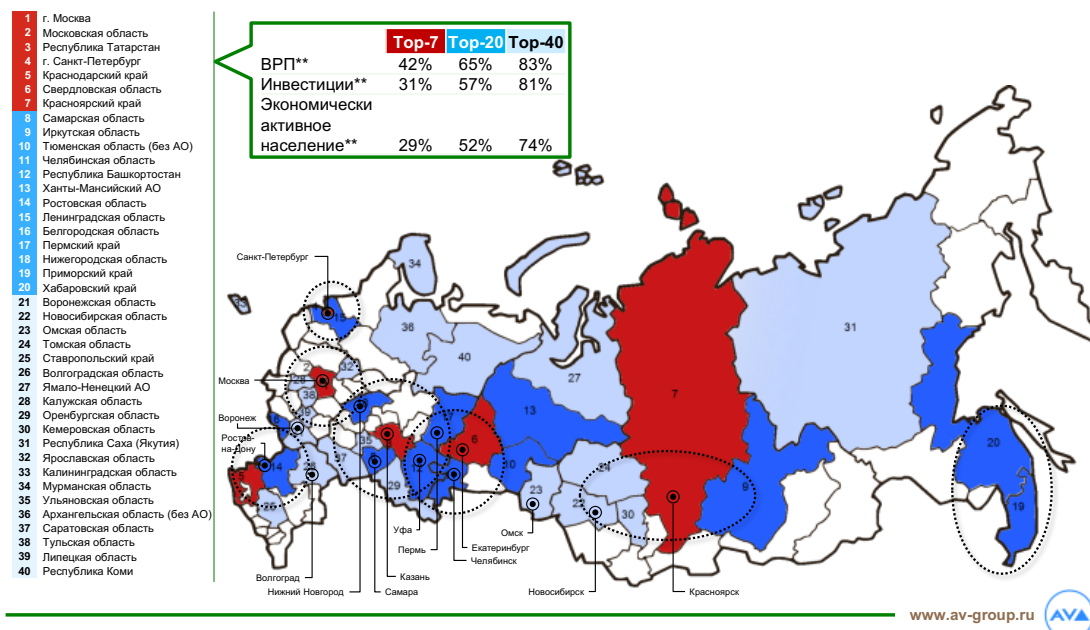 1 г. Москва
2 Московская область
3 Республика Татарстан
4 г. Санкт-Петербург
5 Краснодарский край
6 Свердловская область
7 Красноярский край
8 Самарская область
9 Иркутская область
10 Тюменская область (без АО)
11 Челябинская область
12 Республика Башкортостан
13 Ханты-Мансийский АО
14 Ростовская область
15 Ленинградская область
16 Белгородская область
17 Пермский край
18 Нижегородская область
19 Приморский край
20 Хабаровский край
21 Воронежская область
22 Новосибирская область
23 Омская область
24 Томская область
25 Ставропольский край
26 Волгоградская область
27 Ямало-Ненецкий АО
28 Калужская область
29 Оренбургская область
30 Кемеровская область
31 Республика Саха (Якутия)
32 Ярославская область
33 Калининградская область
34 Мурманская область
35 Ульяновская область
36 Архангельская область (без АО)
37 Саратовская область
38 Тульская область
39 Липецкая область
40 Республика Коми
Top-7 Top-20 Top-40
ВРП** 42% 65% 83%
Инвестиции** 31% 57% 81%
Экономически
активное
население** 29% 52% 74%
Санкт-Петербург
34
15
36
31
40
32
27
Москва
38
7
13
Воронеж
Ростов-
на-Дону
14
35
6
20
37
10
24
29
23
22
30
19
Омск
Уфа
Пермь
Екатеринбург
Челябинск
Волгоград
Казань
Нижний Новгород
Самара
Новосибирск
Красноярск
www.av-group.ru
AVA